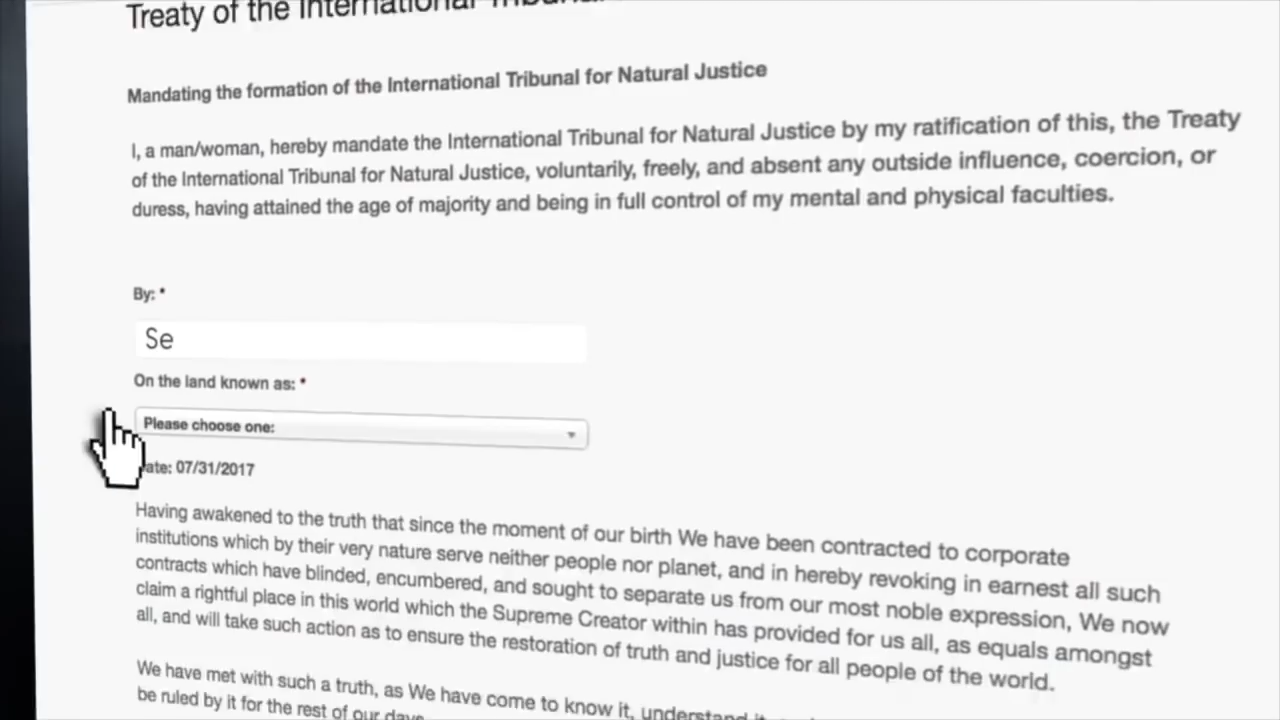 Treaty of the International Tribunal
Mandating the formation of the International Tribunal for Natural Justice
I, a man/woman, hereby mandate the International Tribunal for Natural Justice by my ratification of this, the Treaty
of the International Tribunal for Natural Justice, voluntarily, freely, and absent any outside influence, coercion, or
duress, having attained the age of majority and being in full control of my mental and physical faculties.
By: *
Se
On the land known as: *
Please choose one:
ate: 07/31/2017
Having awakened to the truth that since the moment of our birth We have been contracted to corporate
institutions which by their very nature serve neither people nor planet, and in hereby revoking in earnest all such
contracts which have blinded, encumbered, and sought to separate us from our most noble expression, We now
claim a rightful place in this world which the Supreme Creator within has provided for us all, as equals amongst
all, and will take such action as to ensure the restoration of truth and justice for all people of the world.
We have met with such a truth, as We have come to know it, understand
be ruled by it for the rest of our days